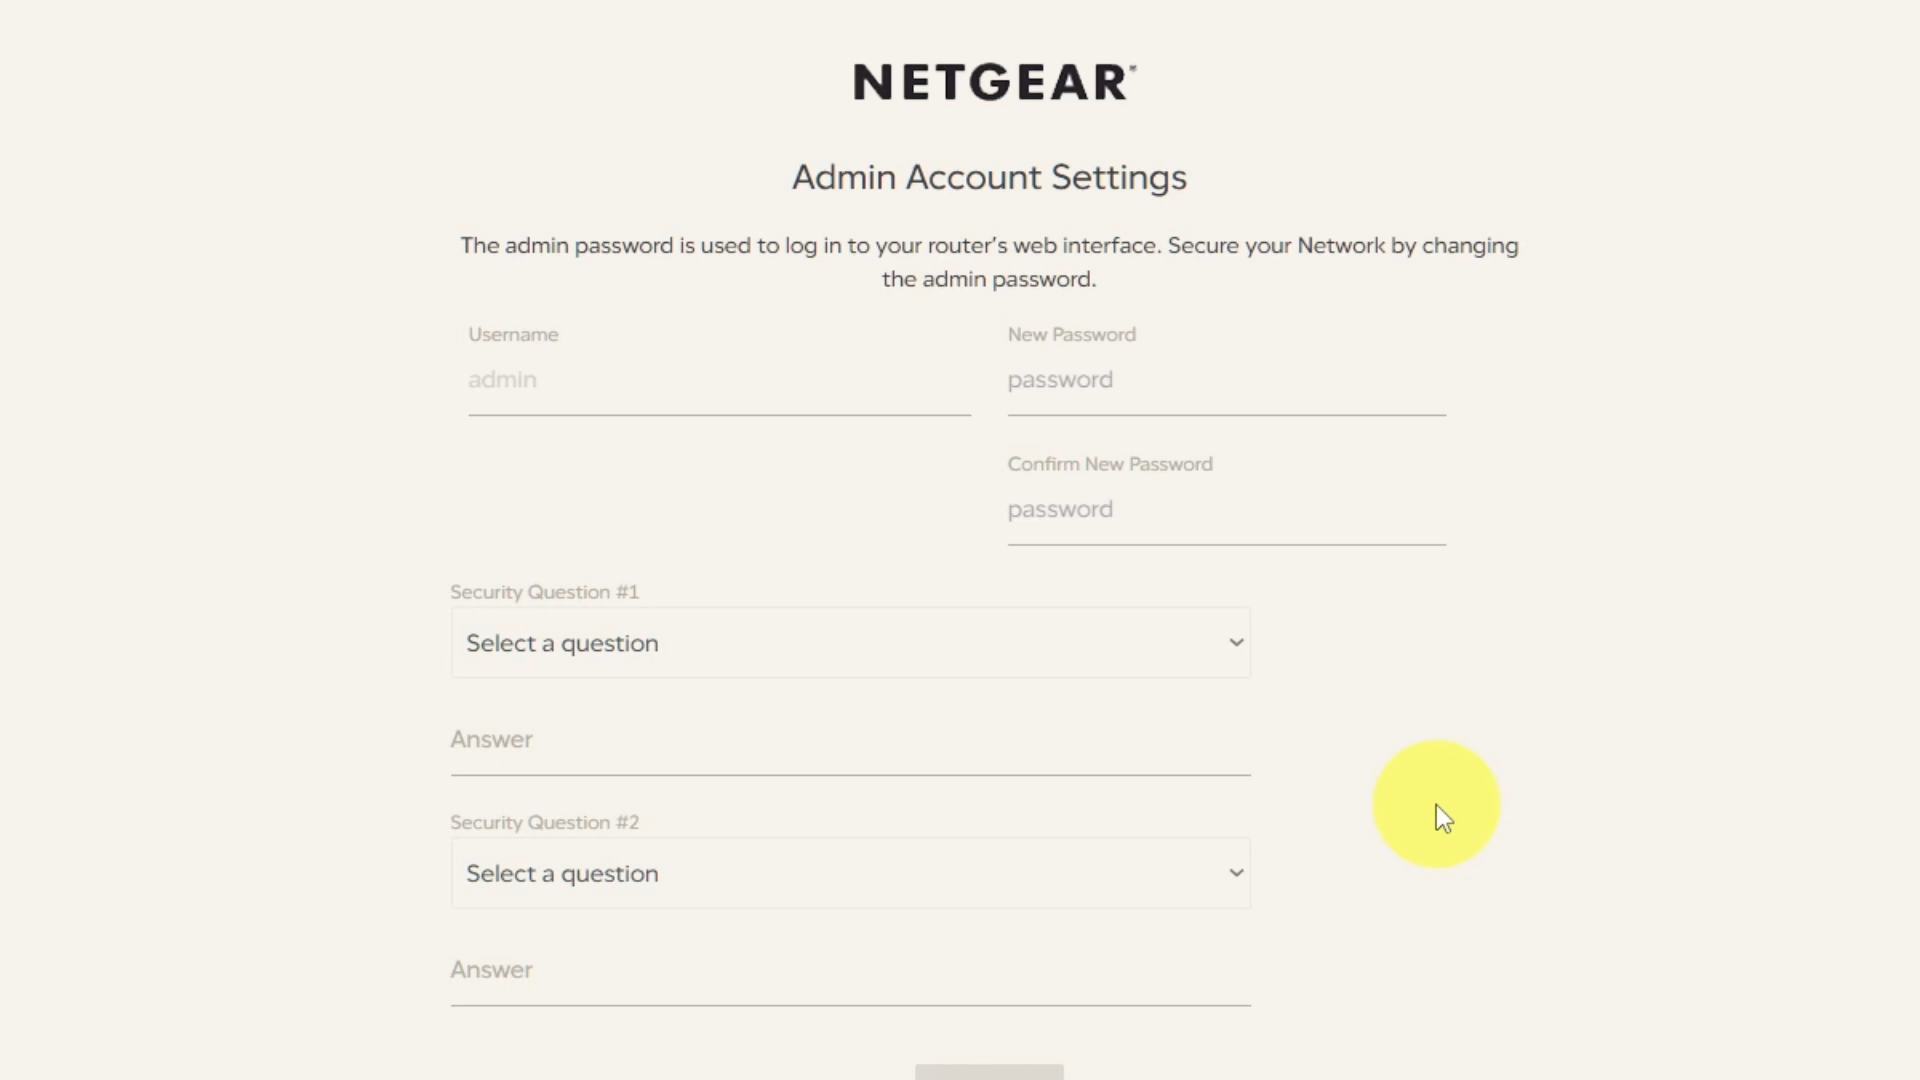 NETGEAR
Admin Account Settings
The admin password is used to log in to your router’s web interface. Secure your Network by changing
the admin password.
Username
New Password
admin
password
Confirm New Password
password
Security Question #1
Select a question
Answer
Security Question #2
Select a question
Answer